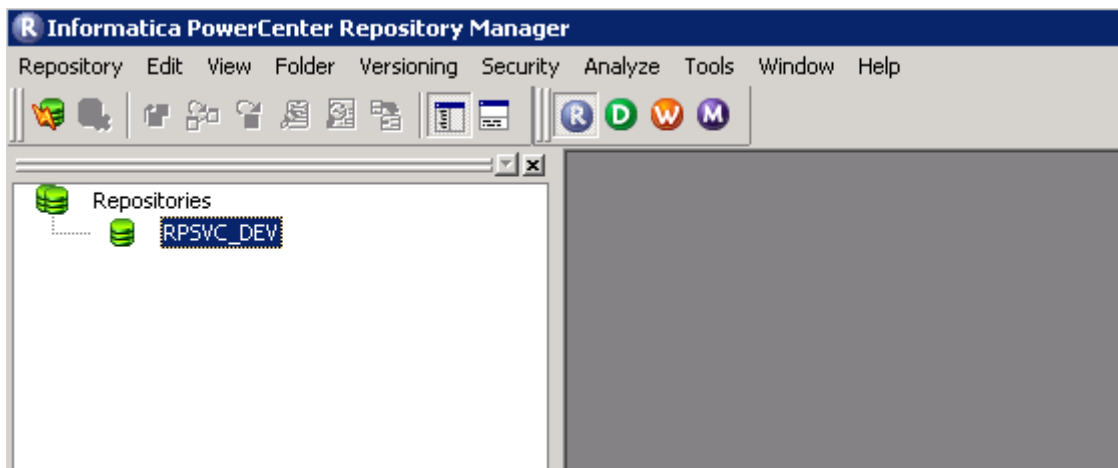 R Informatica PowerCenter Repository Manager
Repository Edit View Folder Versioning Security Analyze Tools Window Help
R D W M
Repositories
RPSVC_DEV